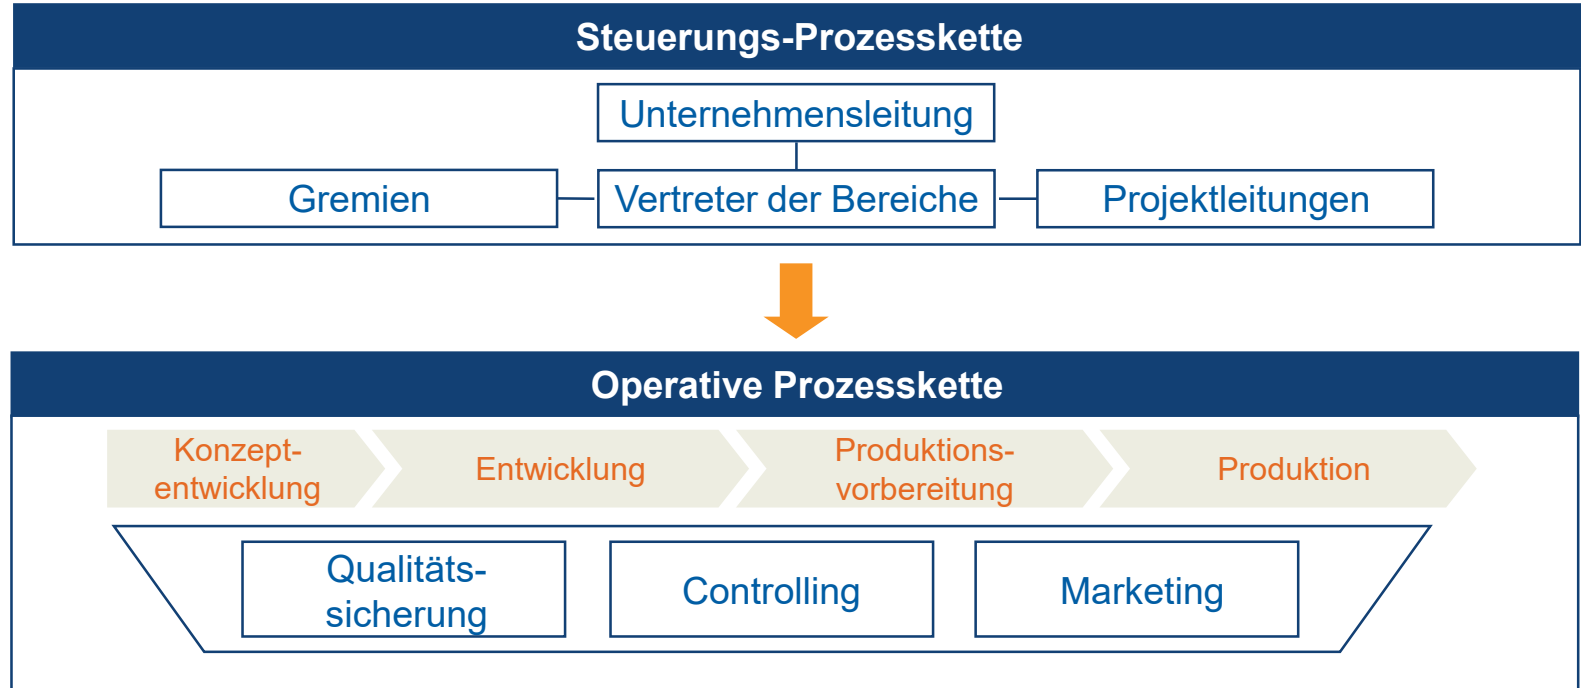 Steuerungs-Prozesskette
Unternehmensleitung
Gremien
Vertreter der Bereiche
Projektleitungen
Operative Prozesskette
Konzept-
entwicklung
Entwicklung
Produktions-
vorbereitung
Produktion
Qualitäts-
sicherung
Controlling
Marketing